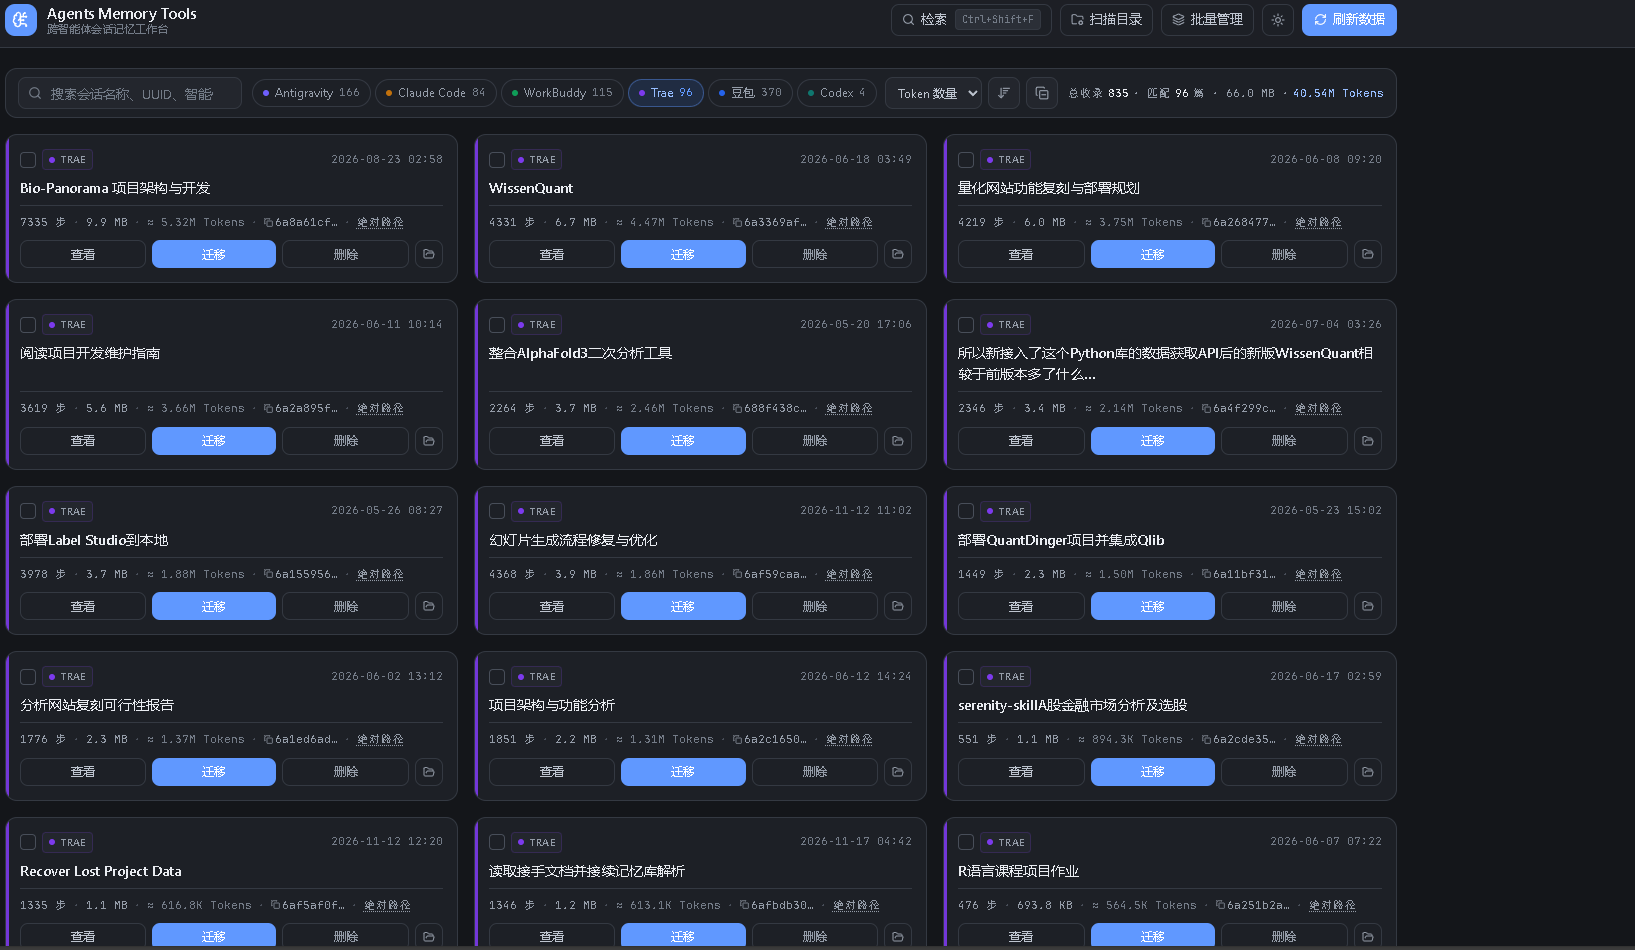 Agents Memory Tools
跨智能体会话记忆工作台
检索 Ctrl+Shift+F
扫描目录
批量管理
刷新数据
搜索会话名称、UUID、智能
Antigravity 166
Claude Code 84
WorkBuddy 115
Trae 96
豆包 370
Codex 4
Token 数量
总收录 835 · 匹配 96 篇 · 66.0 MB · 40.54M Tokens
TRAE 2026-08-23 02:58
Bio-Panorama 项目架构与开发
7335 步 · 9.9 MB · ≈ 5.32M Tokens · 6a8a61cf… · 绝对路径
查看 迁移 删除
TRAE 2026-06-18 03:49
WissenQuant
4331 步 · 6.7 MB · ≈ 4.47M Tokens · 6a3369af… · 绝对路径
查看 迁移 删除
TRAE 2026-06-08 09:20
量化网站功能复刻与部署规划
4219 步 · 6.0 MB · ≈ 3.75M Tokens · 6a268477… · 绝对路径
查看 迁移 删除
TRAE 2026-06-11 10:14
阅读项目开发维护指南
3619 步 · 5.6 MB · ≈ 3.66M Tokens · 6a2a895f… · 绝对路径
查看 迁移 删除
TRAE 2026-05-20 17:06
整合AlphaFold3二次分析工具
2264 步 · 3.7 MB · ≈ 2.46M Tokens · 688f438c… · 绝对路径
查看 迁移 删除
TRAE 2026-07-04 03:26
所以新接入了这个Python库的数据获取API后的新版WissenQuant相
较于前版本多了什么...
2346 步 · 3.4 MB · ≈ 2.14M Tokens · 6a4f299c… · 绝对路径
查看 迁移 删除
TRAE 2026-05-26 08:27
部署Label Studio到本地
3978 步 · 3.7 MB · ≈ 1.88M Tokens · 6a155956… · 绝对路径
查看 迁移 删除
TRAE 2026-11-12 11:02
幻灯片生成流程修复与优化
4368 步 · 3.9 MB · ≈ 1.86M Tokens · 6af59caa… · 绝对路径
查看 迁移 删除
TRAE 2026-05-23 15:02
部署QuantDinger项目并集成Qlib
1449 步 · 2.3 MB · ≈ 1.50M Tokens · 6a11bf31… · 绝对路径
查看 迁移 删除
TRAE 2026-06-02 13:12
分析网站复刻可行性报告
1776 步 · 2.3 MB · ≈ 1.37M Tokens · 6a1ed6ad… · 绝对路径
查看 迁移 删除
TRAE 2026-06-12 14:24
项目架构与功能分析
1851 步 · 2.2 MB · ≈ 1.31M Tokens · 6a2c1650… · 绝对路径
查看 迁移 删除
TRAE 2026-06-17 02:59
serenity-skillA股金融市场分析及选股
551 步 · 1.1 MB · ≈ 894.3K Tokens · 6a2cde35… · 绝对路径
查看 迁移 删除
TRAE 2026-11-12 12:20
Recover Lost Project Data
1335 步 · 1.1 MB · ≈ 616.8K Tokens · 6af5af0f… · 绝对路径
查看 迁移 删除
TRAE 2026-11-17 04:42
读取接手文档并接续记忆库解析
1346 步 · 1.2 MB · ≈ 613.1K Tokens · 6afbdb30… · 绝对路径
查看 迁移 删除
TRAE 2026-06-07 07:22
R语言课程项目作业
476 步 · 693.8 KB · ≈ 564.5K Tokens · 6a251b2a… · 绝对路径
查看 迁移 删除